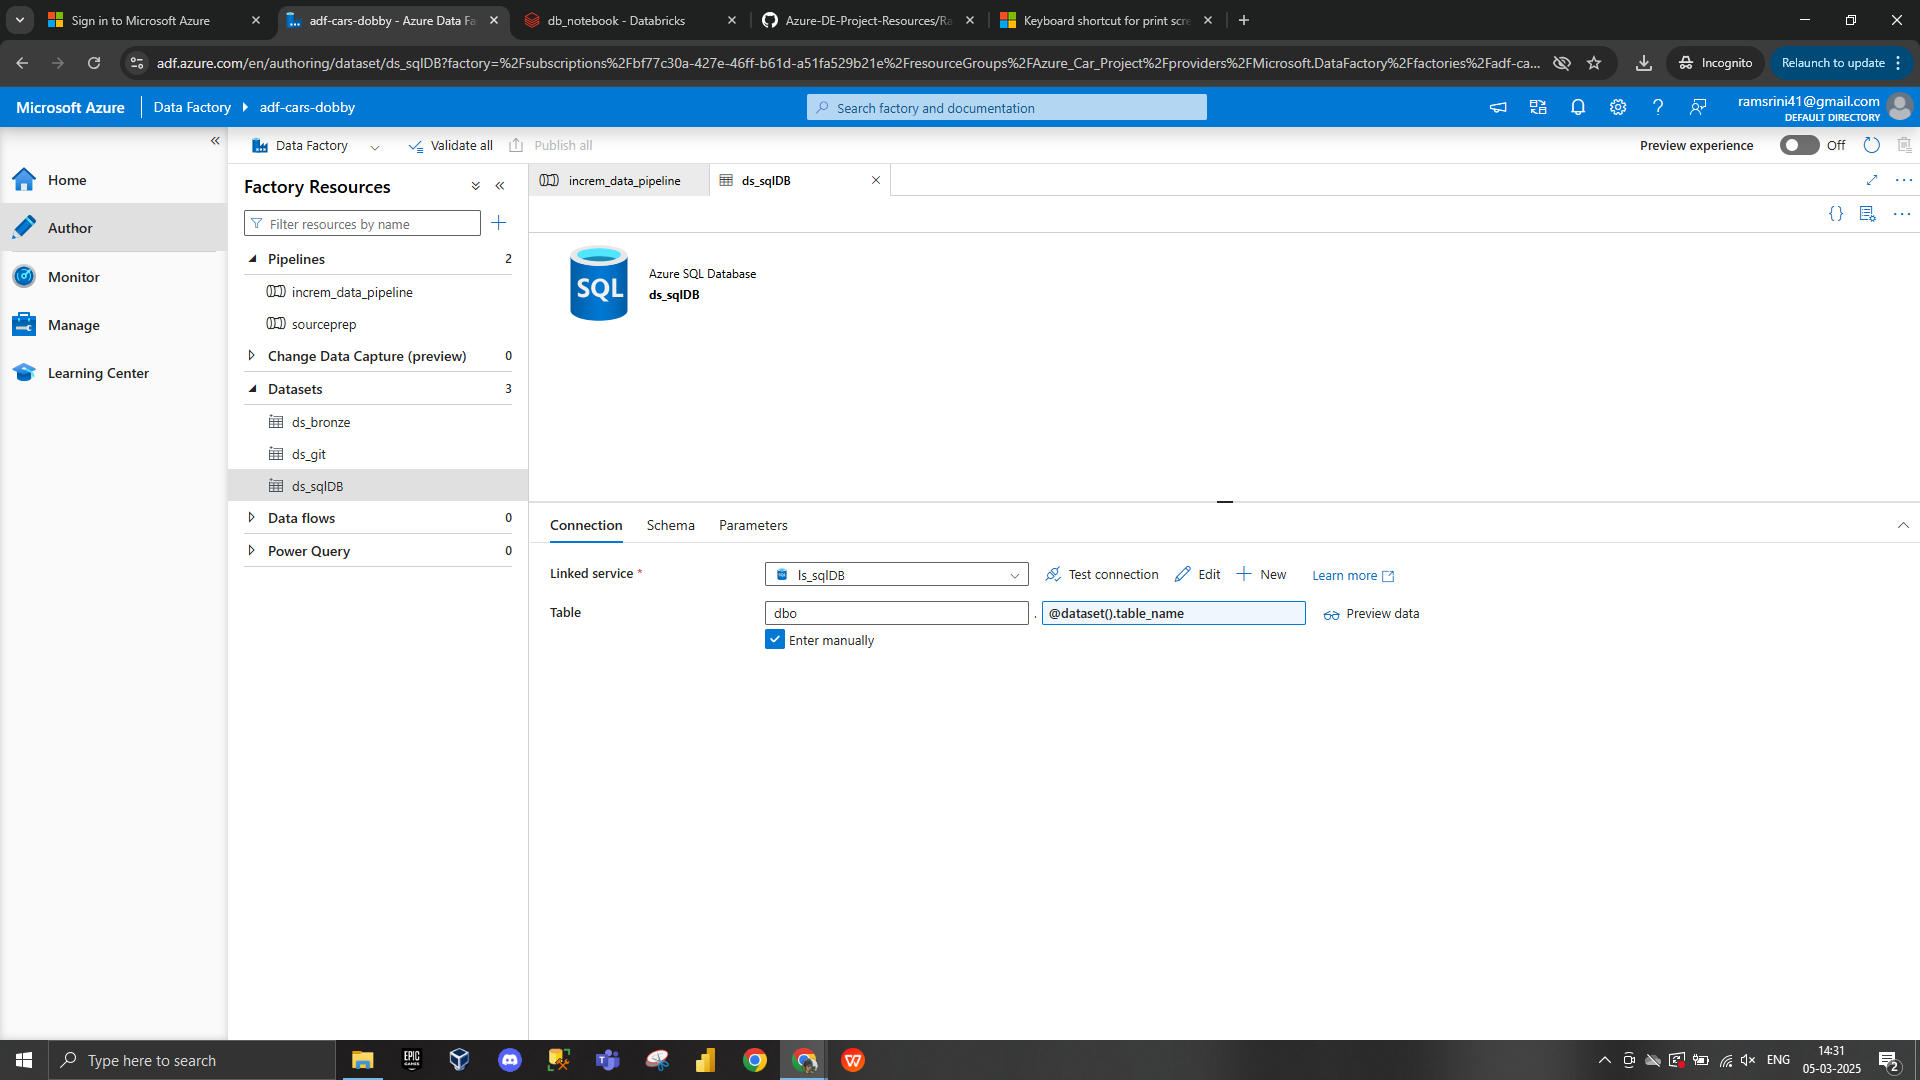 Sign in to Microsoft Azure
adf-cars-dobby - Azure Data Fa
db_notebook - Databricks
Azure-DE-Project-Resources/Ra
Keyboard shortcut for print scre
adf.azure.com/en/authoring/dataset/ds_sqlDB?factory=%2Fsubscriptions%2Fbf77c30a-427e-46ff-b61d-a51fa529b21e%2FresourceGroups%2FAzure_Car_Project%2Fproviders%2FMicrosoft.DataFactory%2Ffactories%2Fadf-ca...
Incognito
Relaunch to update
Microsoft Azure
Data Factory
adf-cars-dobby
Search factory and documentation
ramsrini41@gmail.com
DEFAULT DIRECTORY
Data Factory
Validate all
Publish all
Preview experience
Off
Home
Author
Monitor
Manage
Learning Center
Factory Resources
Filter resources by name
Pipelines 2
increm_data_pipeline
sourceprep
Change Data Capture (preview) 0
Datasets 3
ds_bronze
ds_git
ds_sqlDB
Data flows 0
Power Query 0
increm_data_pipeline
ds_sqlDB
SQL
Azure SQL Database
ds_sqlDB
Connection
Schema
Parameters
Linked service *
ls_sqlDB
Test connection
Edit
New
Learn more
Table
dbo
.
@dataset().table_name
Preview data
Enter manually
Type here to search
EPIC
GAMES
ENG
14:31
05-03-2025
2